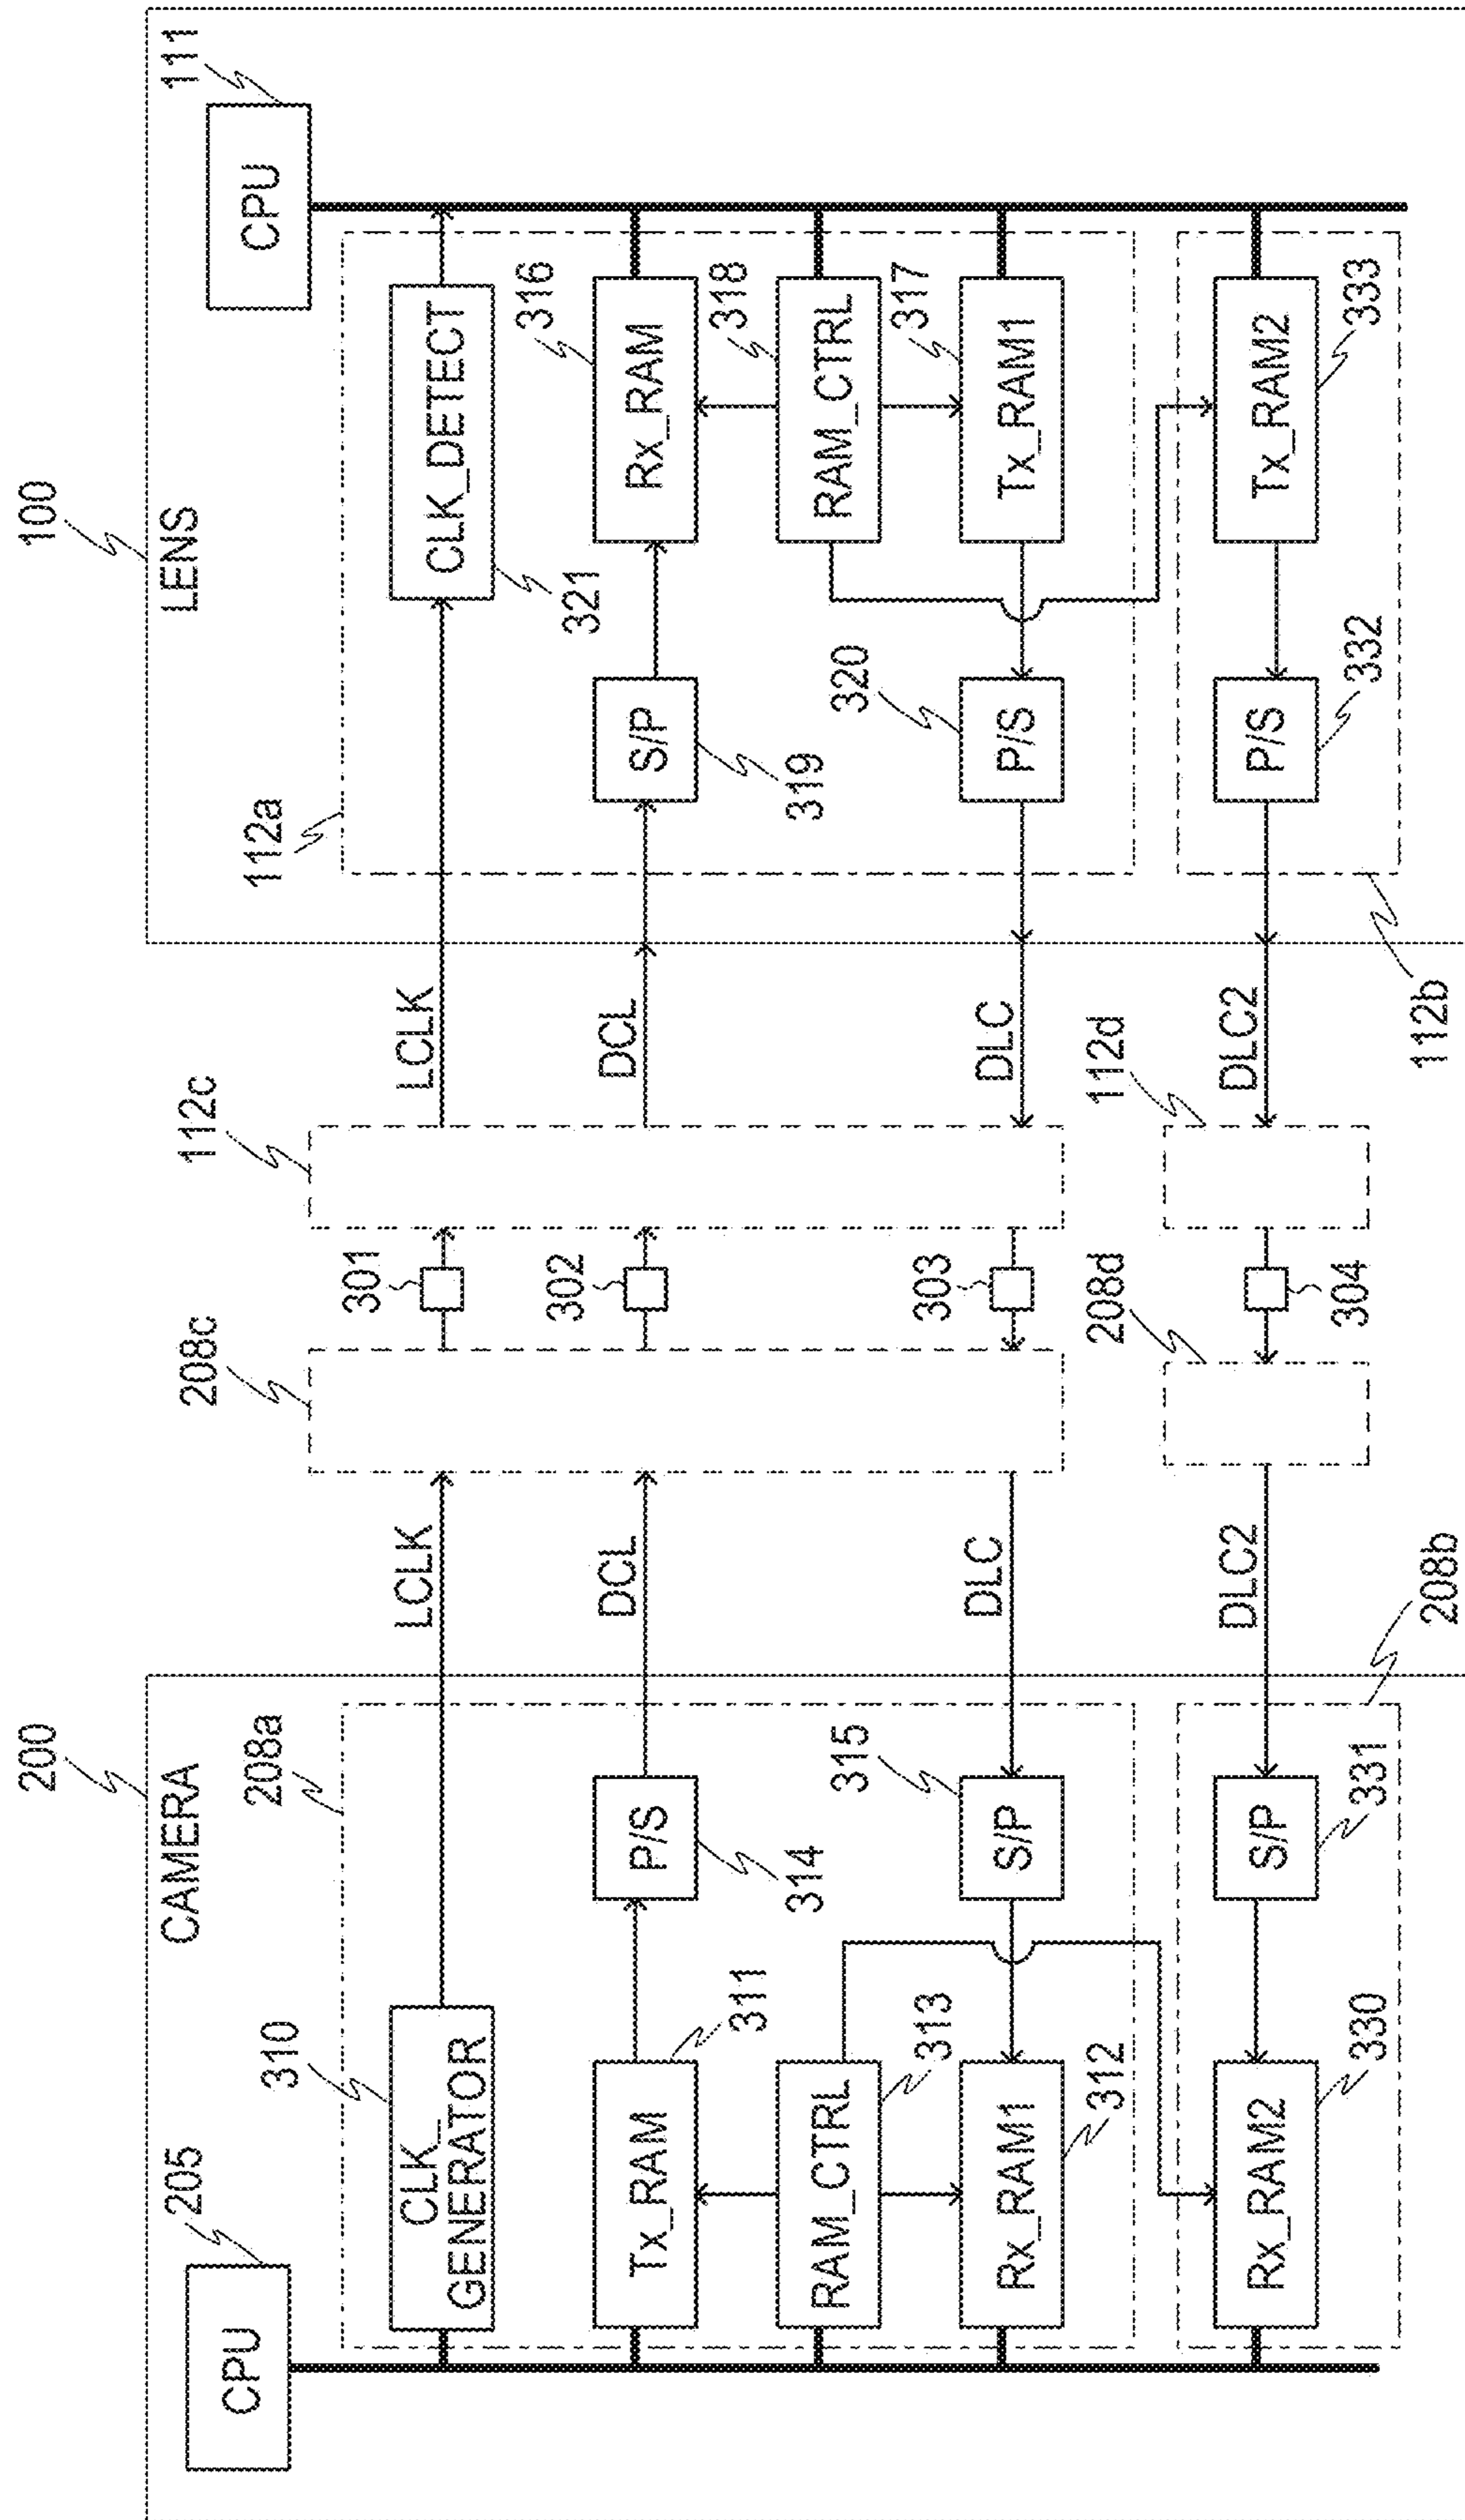 200
CAMERA
205
CPU
208a
310
CLK_
GENERATOR
LCLK
311
Tx_RAM
P/S
314
DCL
313
RAM_CTRL
315
S/P
DLC
Rx_RAM1
312
208b
Rx_RAM2
330
S/P
331
DLC2
208c
301
302
303
208d
304
112c
112d
100
LENS
111
CPU
112a
LCLK
CLK_DETECT
321
DCL
S/P
319
316
Rx_RAM
318
RAM_CTRL
DLC
320
P/S
317
Tx_RAM1
DLC2
P/S
332
Tx_RAM2
333
112b